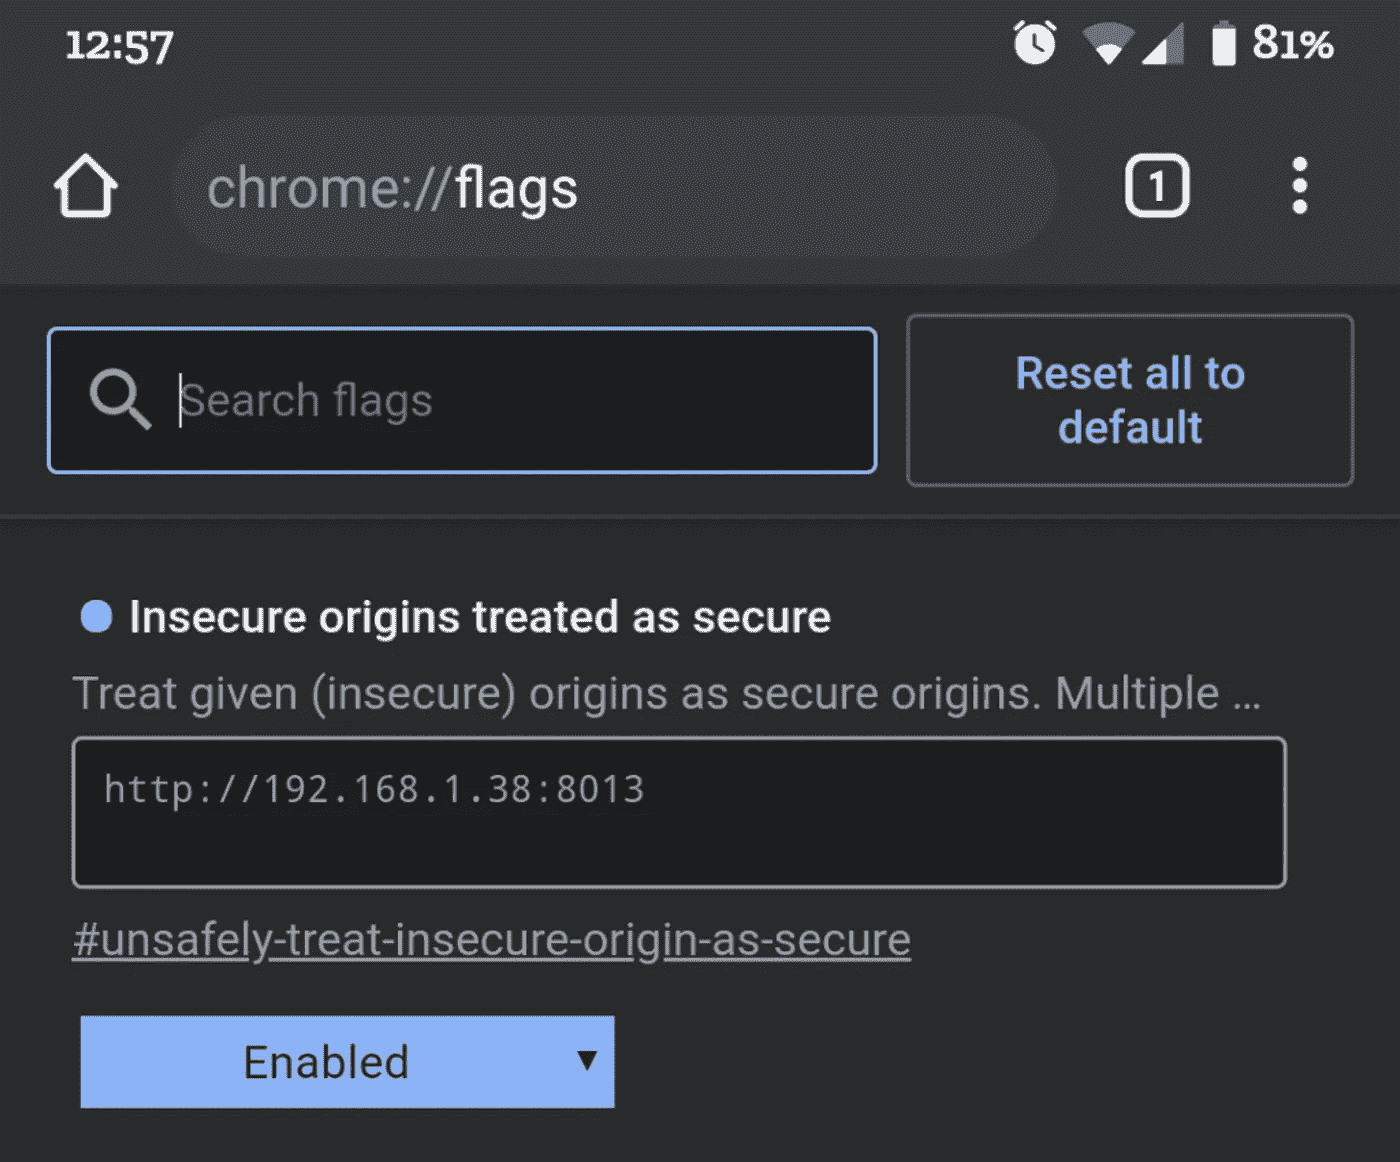 12:57
81%
chrome://flags
1
Search flags
Reset all to
default
Insecure origins treated as secure
Treat given (insecure) origins as secure origins. Multiple ...
http://192.168.1.38:8013
#unsafely-treat-insecure-origin-as-secure
Enabled